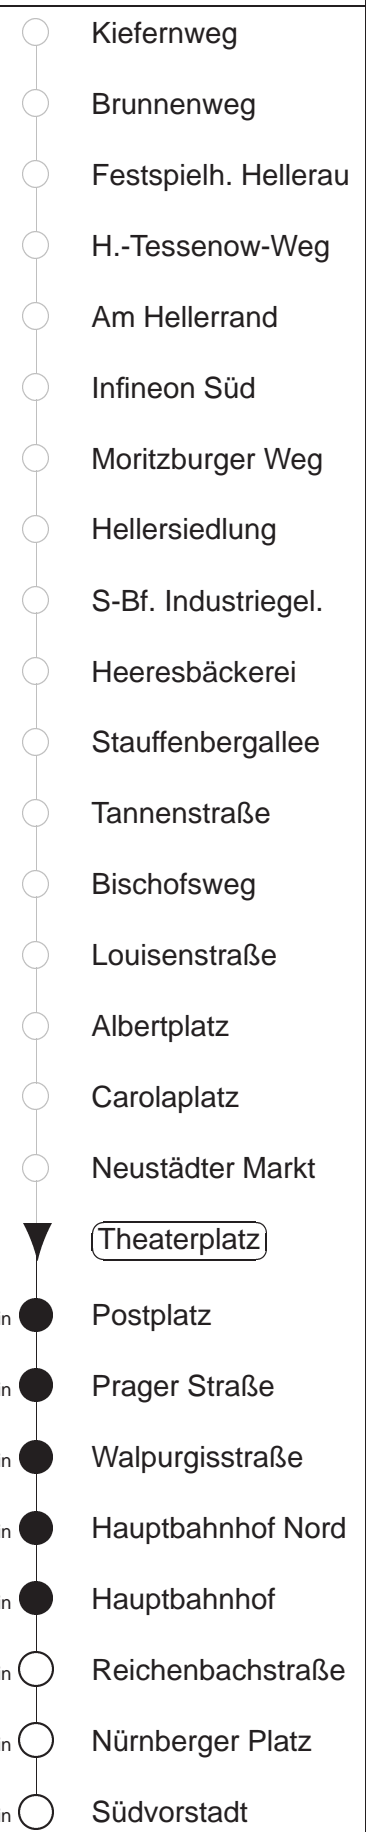 Kiefernweg
Brunnenweg
Festspielh. Hellerau
H.-Tessenow-Weg
Am Hellerrand
Infineon Süd
Moritzburger Weg
Hellersiedlung
S-Bf. Industriegel.
Heeresbäckerei
Stauffenbergallee
Tannenstraße
Bischofsweg
Louisenstraße
Albertplatz
Carolaplatz
Neustädter Markt
Theaterplatz
Postplatz
Prager Straße
Walpurgisstraße
Hauptbahnhof Nord
Hauptbahnhof
Reichenbachstraße
Nürnberger Platz
Südvorstadt